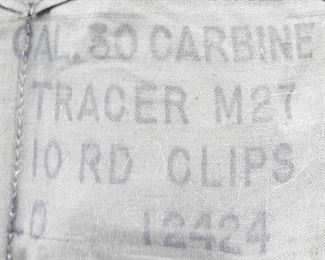 CAL. 30 CARBINE
TRACER M27
10 RD CLIPS
12424